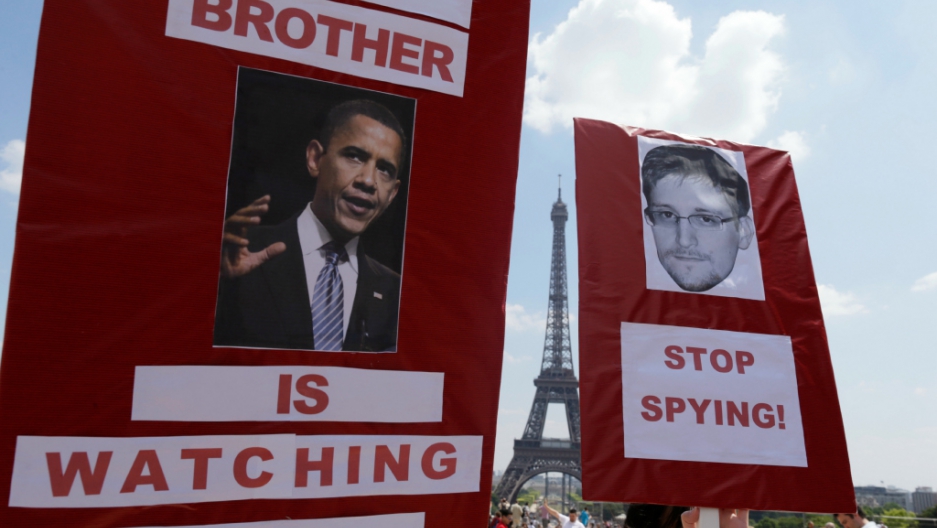 BROTHER
IS
WATCHING
STOP
SPYING!